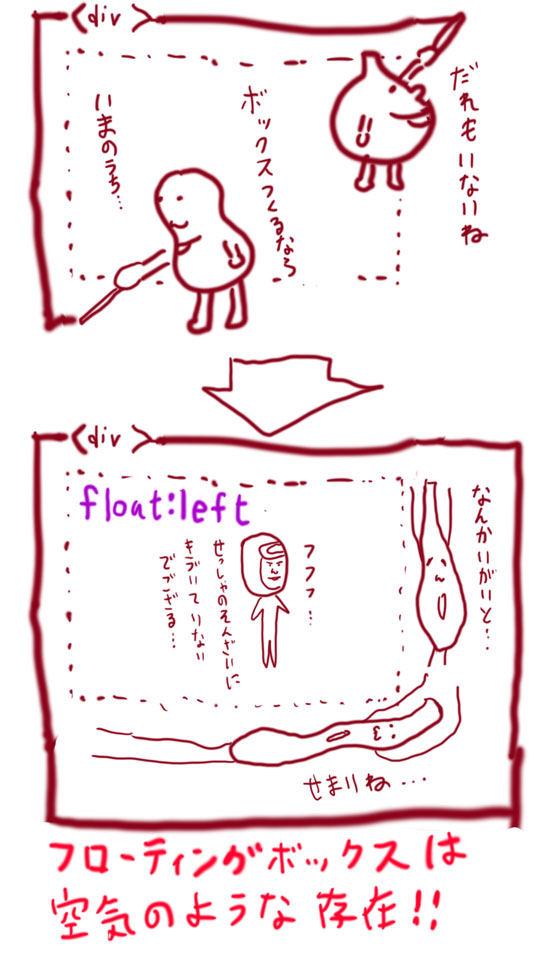 <div>
だれもいないね
ボックスつくるなら
いまのうち…
<div>
float:left
なんかいがいと…
フフフ…
せっしゃのそんざいに
きづいていない
でござる…
せまいね…
フローティングボックスは
空気のような存在!!